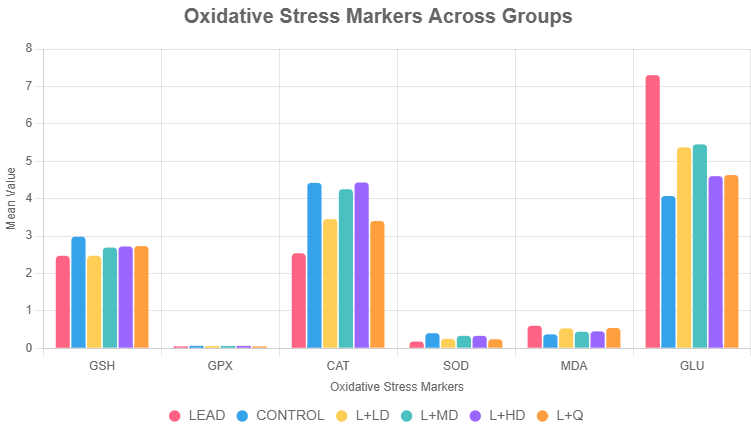 Oxidative Stress Markers Across Groups
8
7
6
5
4
3
2
1
0
Mean Value
GSH GPX CAT SOD MDA GLU
Oxidative Stress Markers
LEAD CONTROL L+LD L+MD L+HD L+Q